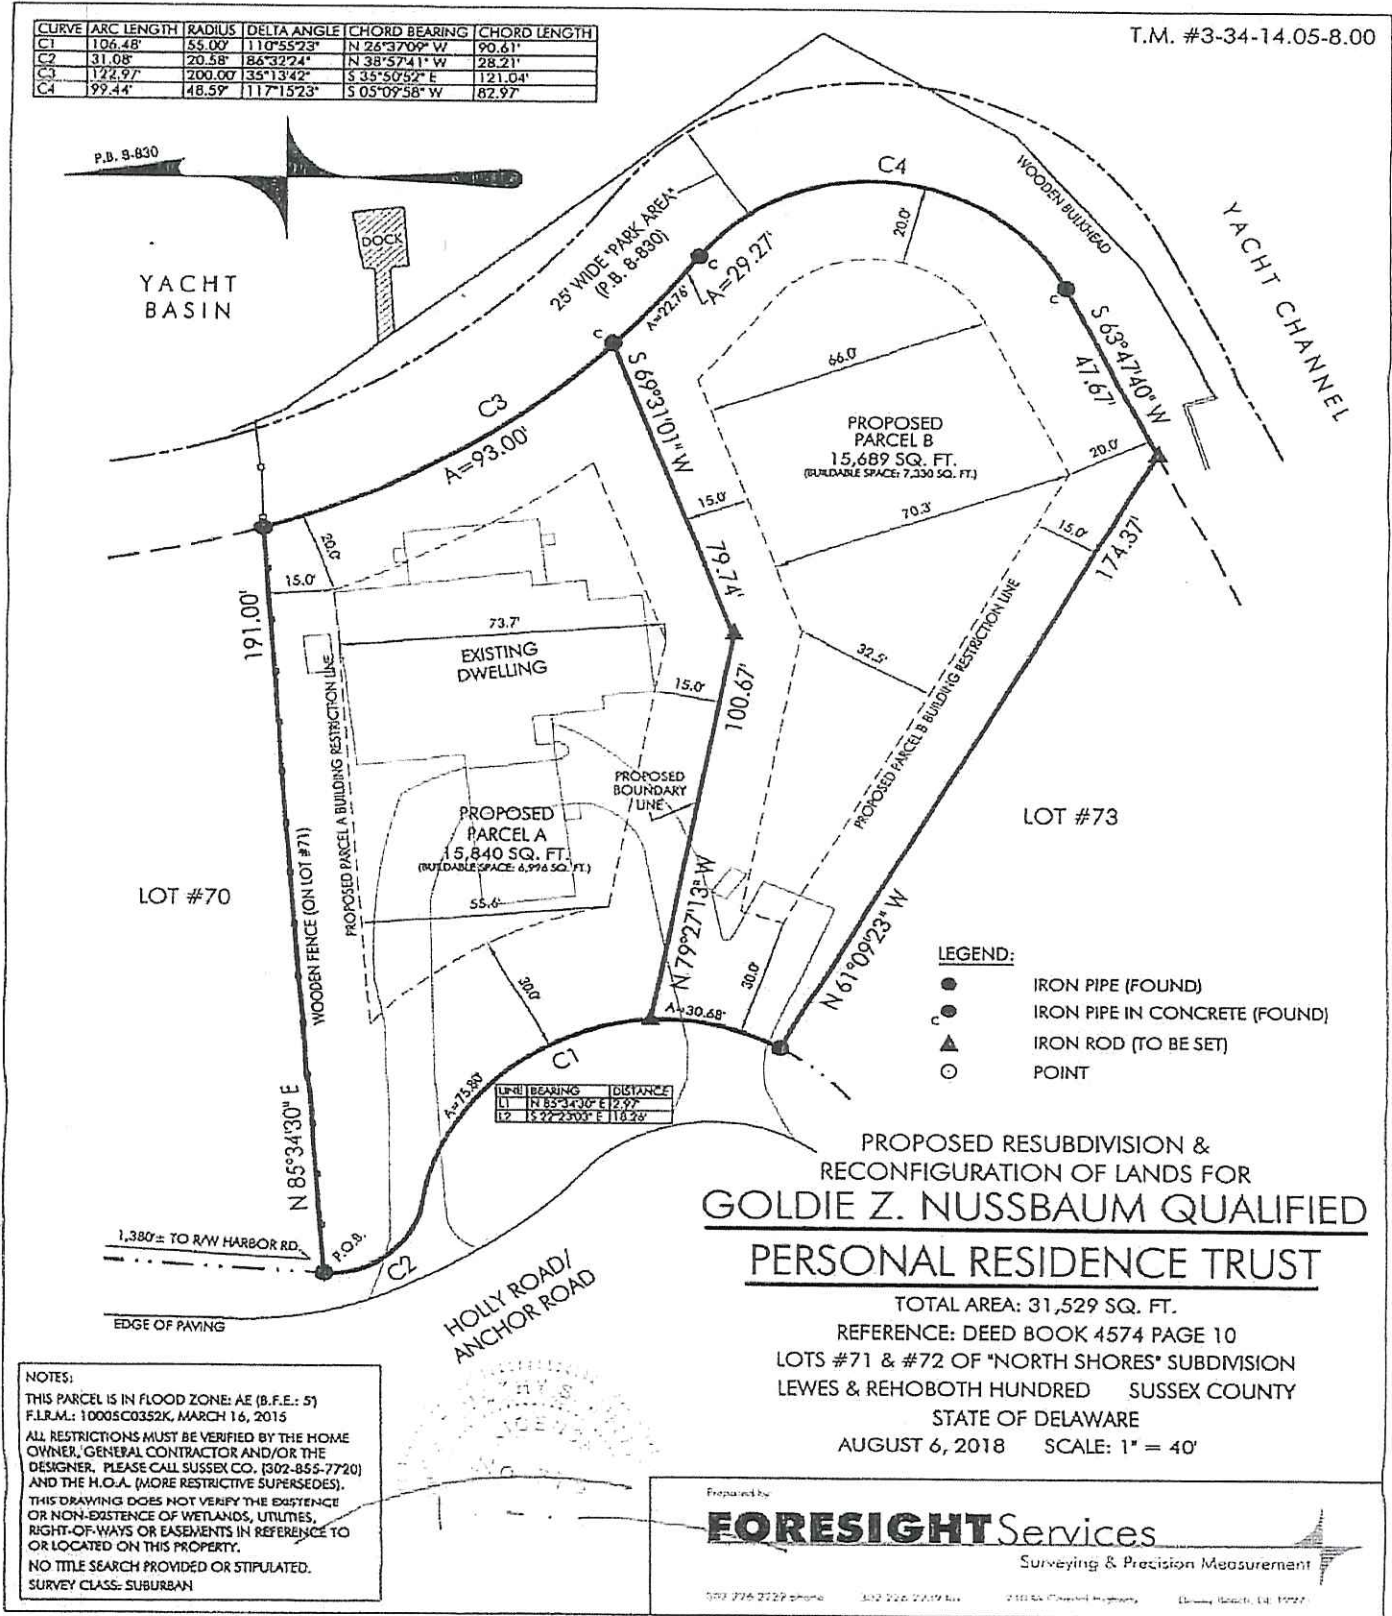 T.M. #3-34-14.05-8.00
CURVE ARC LENGTH RADIUS DELTA ANGLE CHORD BEARING CHORD LENGTH
C1 106.48' 55.00' 110°55'23" N 26°37'09" W 90.61'
C2 31.08' 20.58' 86°32'24" N 38°57'41" W 28.21'
C3 122.97' 200.00' 35°13'42" S 35°50'52" E 121.04'
C4 99.44' 48.59' 117°15'23" S 05°09'58" W 82.97'
P.B. 8-830
DOCK
YACHT
BASIN
25' WIDE "PARK AREA"
(P.B. 8-830)
C4
WOODEN BULKHEAD
YACHT CHANNEL
20.0'
A=29.27'
A=22.76'
C
C
C
S 63°47'40" W
47.67'
C3
A=93.00'
S 69°31'01" W
79.74'
66.0'
PROPOSED
PARCEL B
15,689 SQ. FT.
(BUILDABLE SPACE: 7,330 SQ. FT.)
20.0'
70.3'
15.0'
15.0'
174.37'
20.0'
15.0'
191.00'
73.7'
EXISTING
DWELLING
15.0'
100.67'
32.5'
PROPOSED PARCEL B BUILDING RESTRICTION LINE
PROPOSED PARCEL A BUILDING RESTRICTION LINE
WOODEN FENCE (ON LOT #71)
PROPOSED
BOUNDARY
LINE
PROPOSED
PARCEL A
15,840 SQ. FT.
(BUILDABLE SPACE: 6,996 SQ. FT.)
55.6'
LOT #70
LOT #73
N 79°27'13" W
N 61°09'23" W
30.0'
30.0'
A=30.68'
C1
A=75.80'
LINE BEARING DISTANCE
L1 N 85°34'30" E 2.97'
L2 S 22°23'03" E 18.26'
N 85°34'30" E
1,380'± TO R/W HARBOR RD.
P.O.B.
C2
EDGE OF PAVING
HOLLY ROAD/
ANCHOR ROAD
LEGEND:
IRON PIPE (FOUND)
C IRON PIPE IN CONCRETE (FOUND)
IRON ROD (TO BE SET)
POINT
PROPOSED RESUBDIVISION &
RECONFIGURATION OF LANDS FOR
GOLDIE Z. NUSSBAUM QUALIFIED
PERSONAL RESIDENCE TRUST
TOTAL AREA: 31,529 SQ. FT.
REFERENCE: DEED BOOK 4574 PAGE 10
LOTS #71 & #72 OF "NORTH SHORES" SUBDIVISION
LEWES & REHOBOTH HUNDRED SUSSEX COUNTY
STATE OF DELAWARE
AUGUST 6, 2018 SCALE: 1" = 40'
NOTES:
THIS PARCEL IS IN FLOOD ZONE: AE (B.F.E.: 5')
F.I.R.M.: 10005C0352K, MARCH 16, 2015
ALL RESTRICTIONS MUST BE VERIFIED BY THE HOME
OWNER, GENERAL CONTRACTOR AND/OR THE
DESIGNER. PLEASE CALL SUSSEX CO. (302-855-7720)
AND THE H.O.A. (MORE RESTRICTIVE SUPERSEDES).
THIS DRAWING DOES NOT VERIFY THE EXISTENCE
OR NON-EXISTENCE OF WETLANDS, UTILITIES,
RIGHT-OF-WAYS OR EASEMENTS IN REFERENCE TO
OR LOCATED ON THIS PROPERTY.
NO TITLE SEARCH PROVIDED OR STIPULATED.
SURVEY CLASS: SUBURBAN
Prepared by
FORESIGHT Services
Surveying & Precision Measurement
302 226 2229 phone